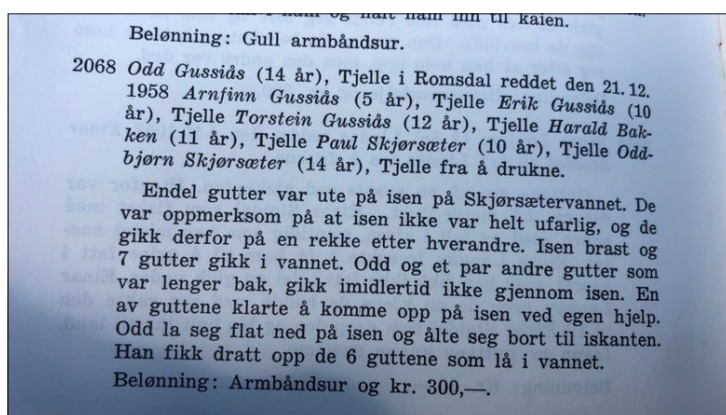 inn til kaien.
Belønning: Gull armbåndsur.
2068 Odd Gussiås (14 år), Tjelle i Romsdal reddet den 21. 12.
1958 Arnfinn Gussiås (5 år), Tjelle Erik Gussiås (10
år), Tjelle Torstein Gussiås (12 år), Tjelle Harald Bak-
ken (11 år), Tjelle Paul Skjørsæter (10 år), Tjelle Odd-
bjørn Skjørsæter (14 år), Tjelle fra å drukne.
Endel gutter var ute på isen på Skjørsætervannet. De
var oppmerksom på at isen ikke var helt ufarlig, og de
gikk derfor på en rekke etter hverandre. Isen brast og
7 gutter gikk i vannet. Odd og et par andre gutter som
var lenger bak, gikk imidlertid ikke gjennom isen. En
av guttene klarte å komme opp på isen ved egen hjelp.
Odd la seg flat ned på isen og ålte seg bort til iskanten.
Han fikk dratt opp de 6 guttene som lå i vannet.
Belønning: Armbåndsur og kr. 300,—.